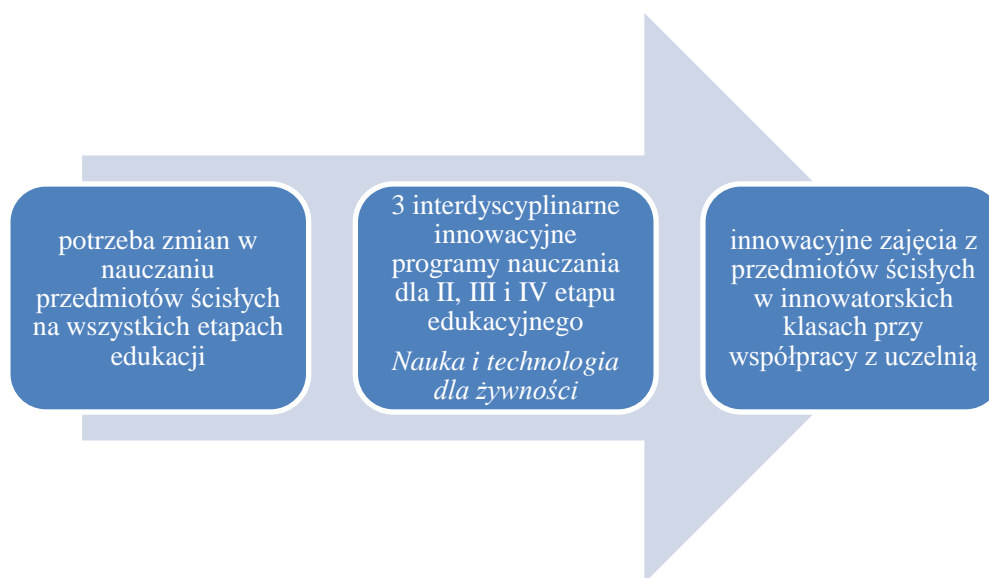 potrzeba zmian w
nauczaniu
przedmiotów ścisłych
na wszystkich etapach
edukacji
3 interdyscyplinarne
innowacyjne
programy nauczania
dla II, III i IV etapu
edukacyjnego
Nauka i technologia
dla żywności
innowacyjne zajęcia z
przedmiotów ścisłych
w innowatorskich
klasach przy
współpracy z uczelnią